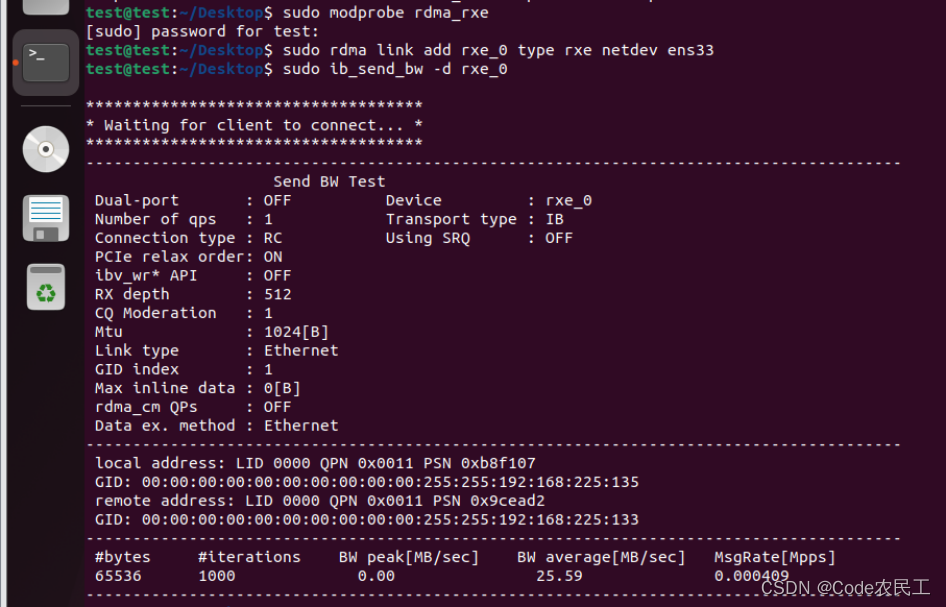 test@test:~/Desktop$ sudo modprobe rdma_rxe
[sudo] password for test:
test@test:~/Desktop$ sudo rdma link add rxe_0 type rxe netdev ens33
test@test:~/Desktop$ sudo ib_send_bw -d rxe_0
************************************
* Waiting for client to connect... *
************************************
---------------------------------------------------------------------------------------
Send BW Test
Dual-port : OFF Device : rxe_0
Number of qps : 1 Transport type : IB
Connection type : RC Using SRQ : OFF
PCIe relax order: ON
ibv_wr* API : OFF
RX depth : 512
CQ Moderation : 1
Mtu : 1024[B]
Link type : Ethernet
GID index : 1
Max inline data : 0[B]
rdma_cm QPs : OFF
Data ex. method : Ethernet
---------------------------------------------------------------------------------------
local address: LID 0000 QPN 0x0011 PSN 0xb8f107
GID: 00:00:00:00:00:00:00:00:00:00:255:255:192:168:225:135
remote address: LID 0000 QPN 0x0011 PSN 0x9cead2
GID: 00:00:00:00:00:00:00:00:00:00:255:255:192:168:225:133
---------------------------------------------------------------------------------------
#bytes #iterations BW peak[MB/sec] BW average[MB/sec] MsgRate[Mpps]
65536 1000 0.00 25.59 0.000409
---------------------------------------------------------------------------------------
CSDN @Code农民工